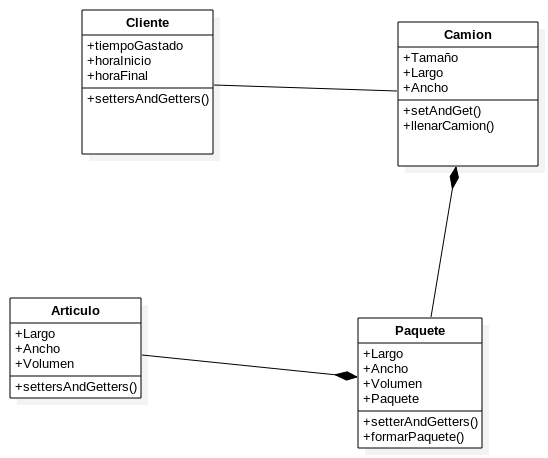 Cliente
+tiempoGastado
+horaInicio
+horaFinal
+settersAndGetters()
Camion
+Tamaño
+Largo
+Ancho
+setAndGet()
+llenarCamion()
Articulo
+Largo
+Ancho
+Volumen
+settersAndGetters()
Paquete
+Largo
+Ancho
+Volumen
+Paquete
+setterAndGetters()
+formarPaquete()